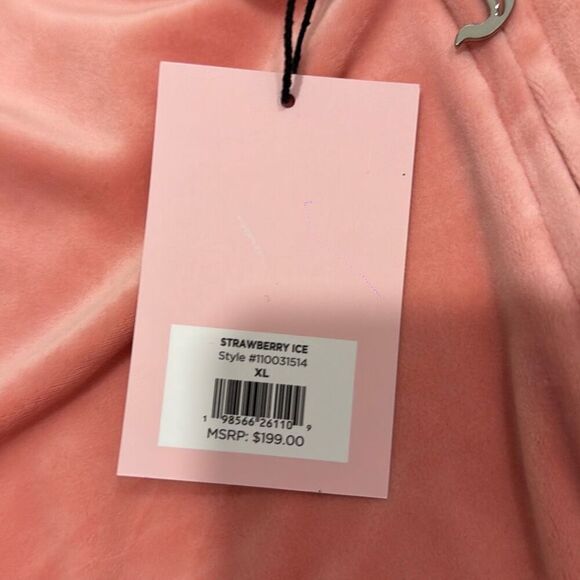 STRAWBERRY ICE
Style #110031514
XL
1 98566 26110 9
MSRP: $199.00